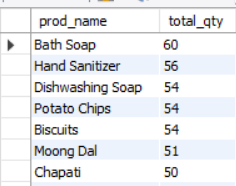 prod_name total_qty
Bath Soap 60
Hand Sanitizer 56
Dishwashing Soap 54
Potato Chips 54
Biscuits 54
Moong Dal 51
Chapati 50